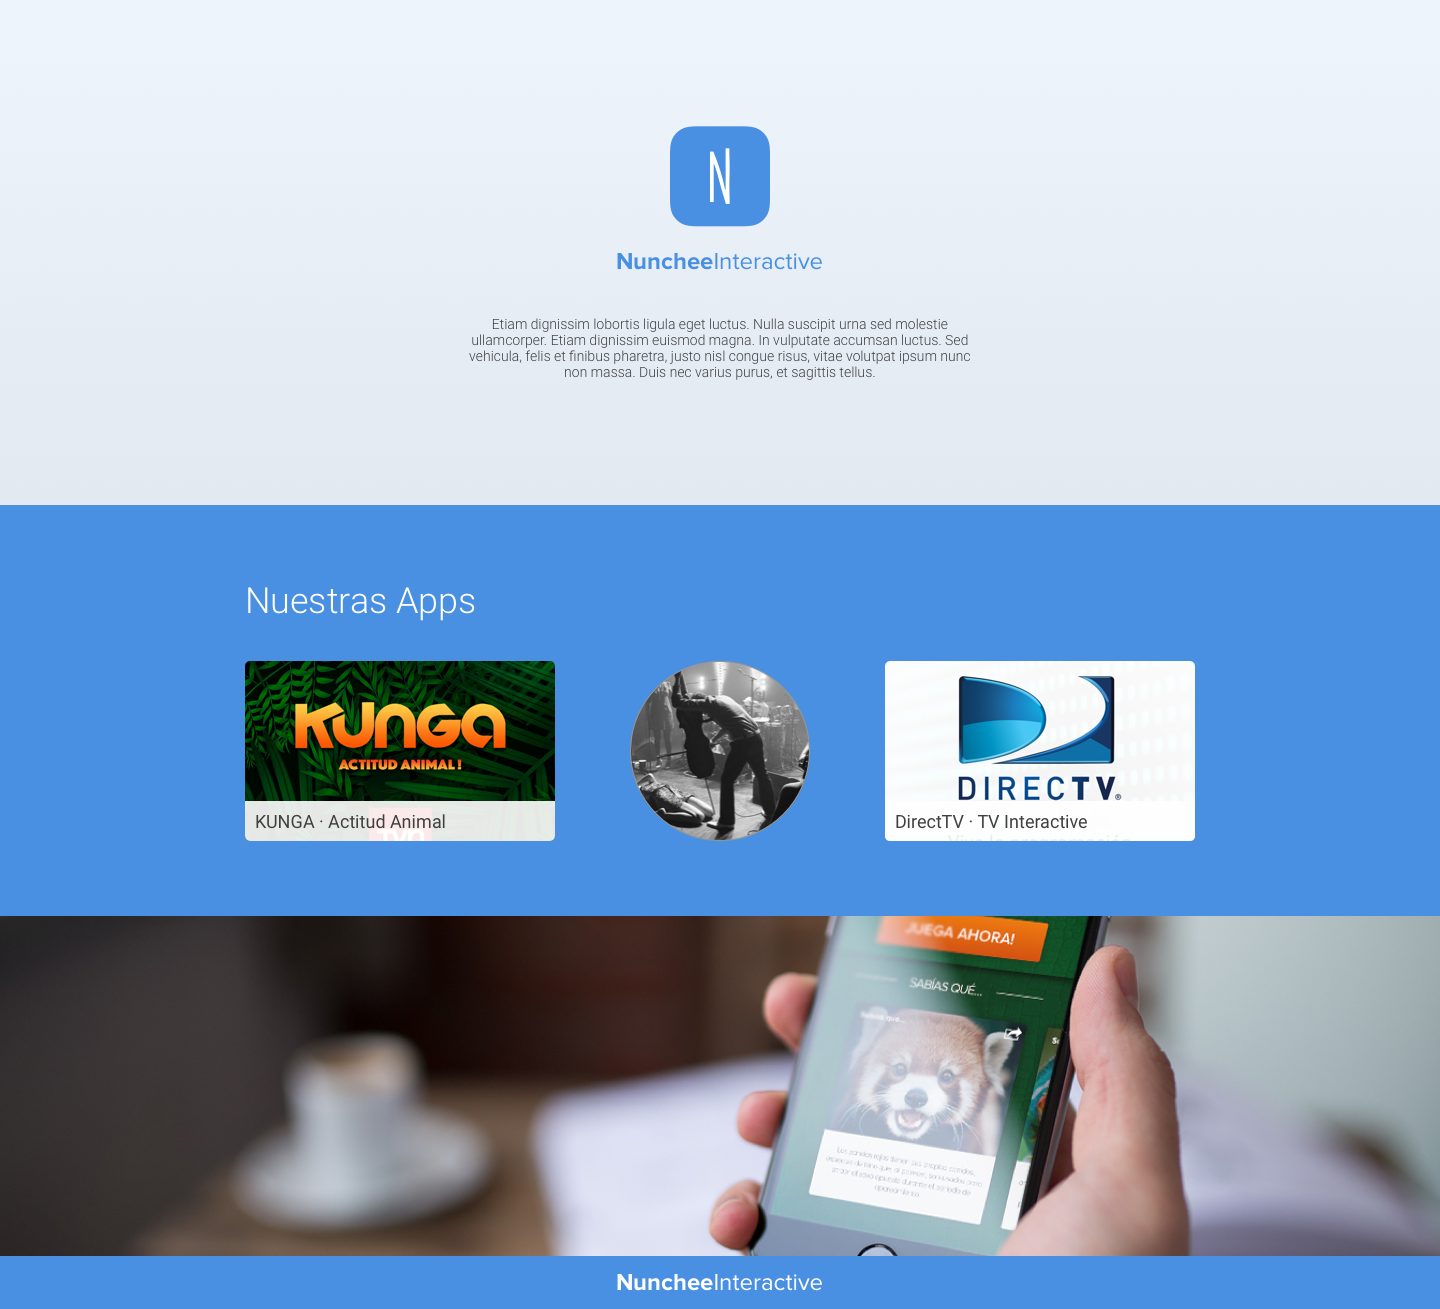 N
NuncheeInteractive
Etiam dignissim lobortis ligula eget luctus. Nulla suscipit urna sed molestie
ullamcorper. Etiam dignissim euismod magna. In vulputate accumsan luctus. Sed
vehicula, felis et finibus pharetra, justo nisl congue risus, vitae volutpat ipsum nunc
non massa. Duis nec varius purus, et sagittis tellus.
Nuestras Apps
KUNGA
ACTITUD ANIMAL!
KUNGA · Actitud Animal
DIRECTV®
DirectTV · TV Interactive
JUEGA AHORA!
SABÍAS QUÉ...
NuncheeInteractive